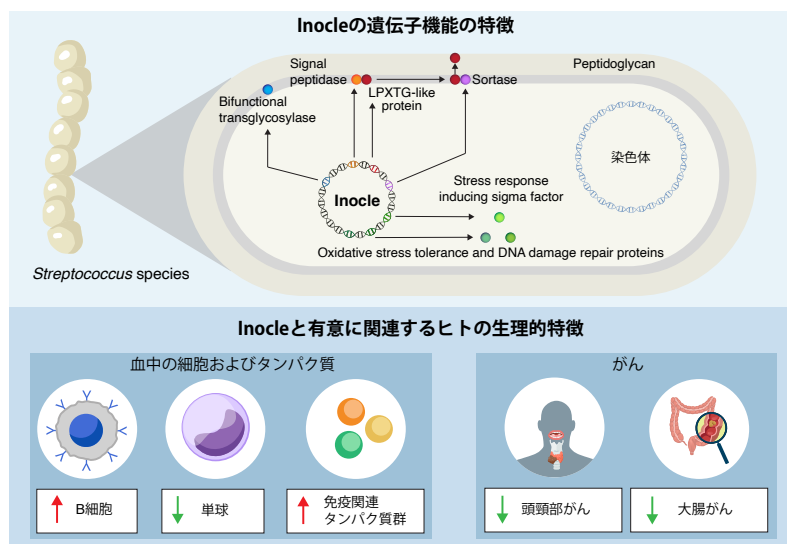 Inocleの遺伝子機能の特徴
Signal
peptidase
Peptidoglycan
Sortase
LPXTG-like
protein
Bifunctional
transglycosylase
染色体
Inocle
Stress response
inducing sigma factor
Oxidative stress tolerance and DNA damage repair proteins
Streptococcus species
Inocleと有意に関連するヒトの生理的特徴
血中の細胞およびタンパク質
がん
B細胞
単球
免疫関連
タンパク質群
頭頸部がん
大腸がん